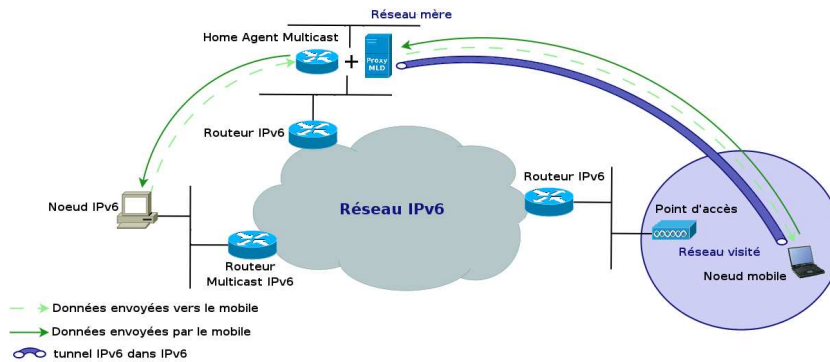 Réseau mère
Home Agent Multicast
+
Proxy
MLD
Routeur IPv6
Routeur IPv6
Noeud IPv6
Réseau IPv6
Point d'accès
Réseau visité
Noeud mobile
Routeur
Multicast IPv6
Données envoyées vers le mobile
Données envoyées par le mobile
tunnel IPv6 dans IPv6